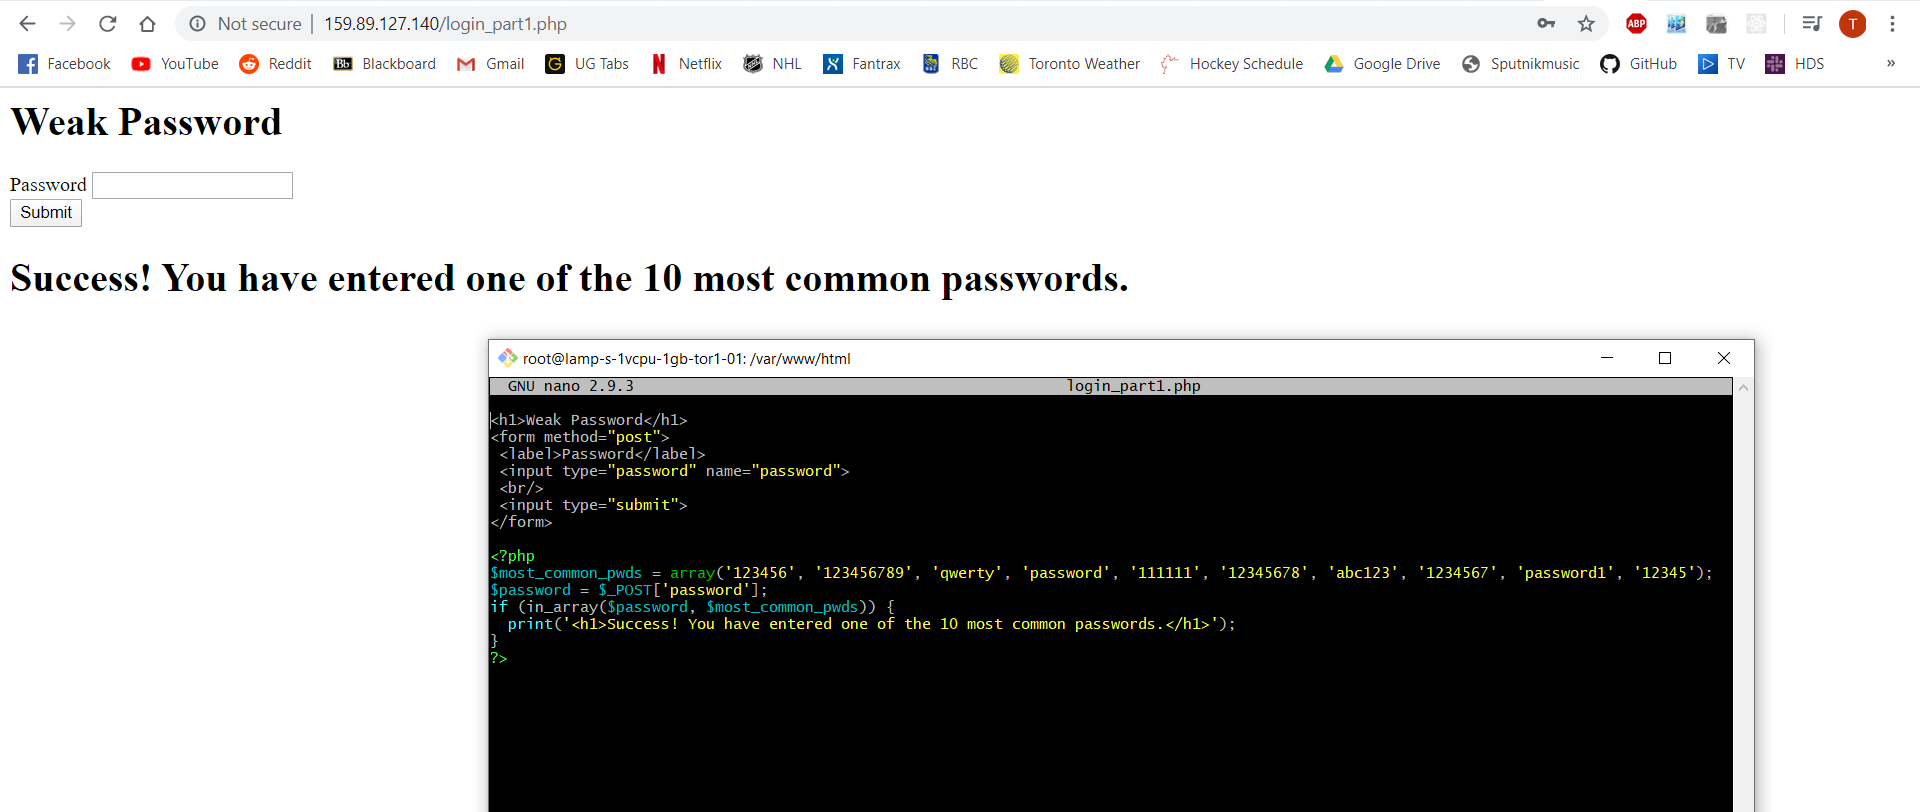 Not secure | 159.89.127.140/login_part1.php
ABP
T
Facebook YouTube Reddit Bb Blackboard Gmail G UG Tabs Netflix NHL Fantrax RBC Toronto Weather Hockey Schedule Google Drive Sputnikmusic GitHub TV HDS »
Weak Password
Password
Submit
Success! You have entered one of the 10 most common passwords.
root@lamp-s-1vcpu-1gb-tor1-01: /var/www/html
GNU nano 2.9.3 login_part1.php
<h1>Weak Password</h1>
<form method="post">
<label>Password</label>
<input type="password" name="password">
<br/>
<input type="submit">
</form>
<?php
$most_common_pwds = array('123456', '123456789', 'qwerty', 'password', '111111', '12345678', 'abc123', '1234567', 'password1', '12345');
$password = $_POST['password'];
if (in_array($password, $most_common_pwds)) {
print('<h1>Success! You have entered one of the 10 most common passwords.</h1>');
}
?>